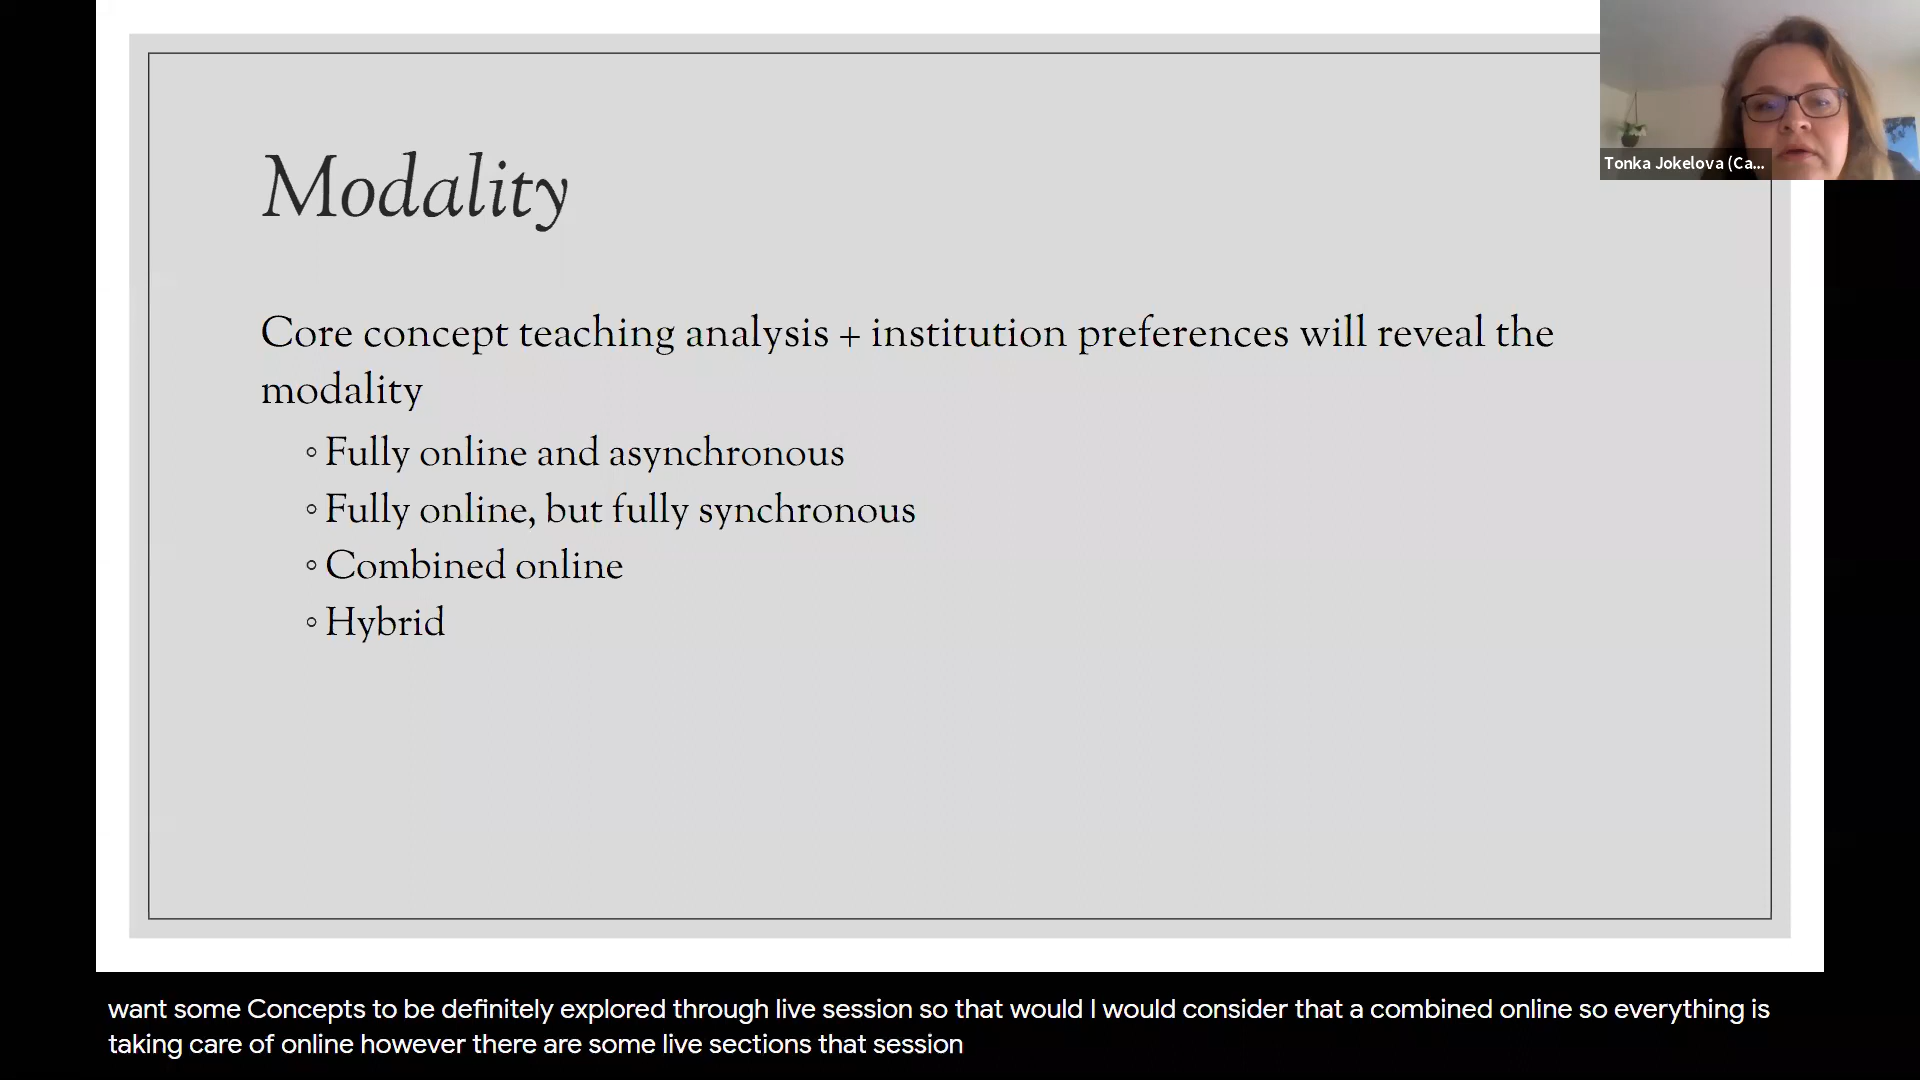 Modality
Tonka Jokelova (Ca...
Core concept teaching analysis + institution preferences will reveal the
modality
◦ Fully online and asynchronous
◦ Fully online, but fully synchronous
◦ Combined online
◦ Hybrid
want some Concepts to be definitely explored through live session so that would I would consider that a combined online so everything is
taking care of online however there are some live sections that session